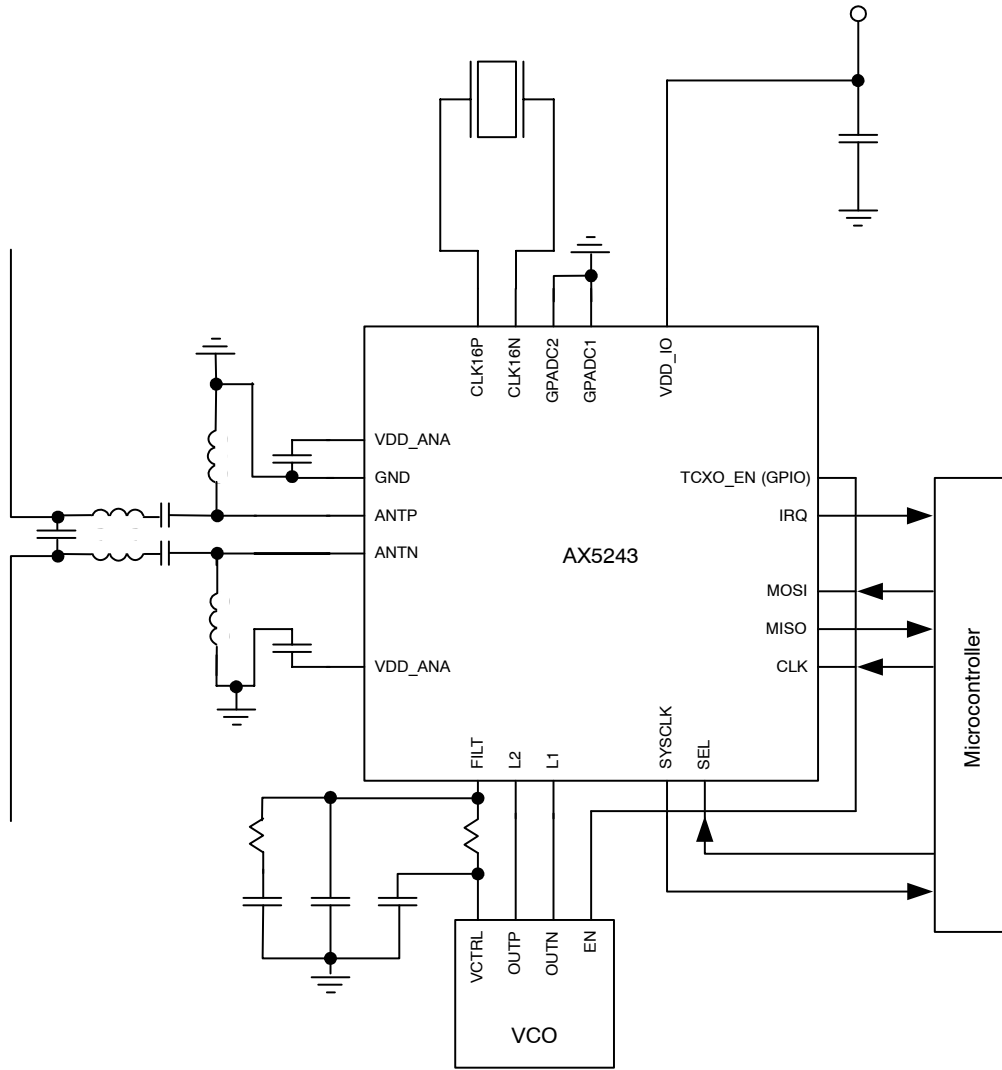 CLK16P
CLK16N
GPADC2
GPADC1
VDD_IO
VDD_ANA
GND
ANTP
ANTN
VDD_ANA
AX5243
TCXO_EN (GPIO)
IRQ
MOSI
MISO
CLK
FILT
L2
L1
SYSCLK
SEL
Microcontroller
VCTRL
OUTP
OUTN
EN
VCO